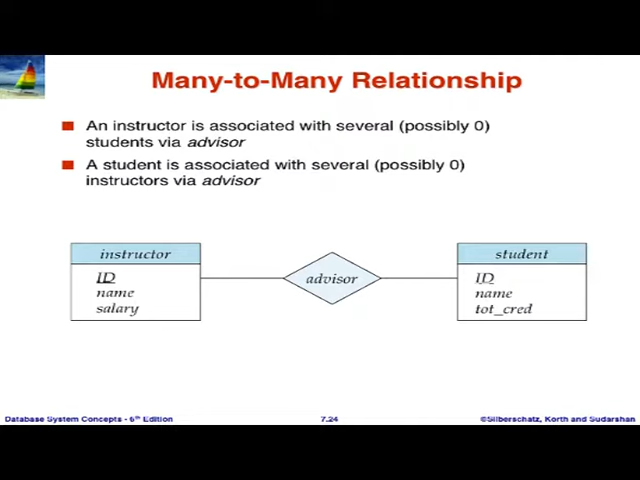 Many-to-Many Relationship
An instructor is associated with several (possibly 0)
students via advisor
A student is associated with several (possibly 0)
instructors via advisor
instructor
ID
name
salary
advisor
student
ID
name
tot_cred
Database System Concepts - 6th Edition
7.24
©Silberschatz, Korth and Sudarshan